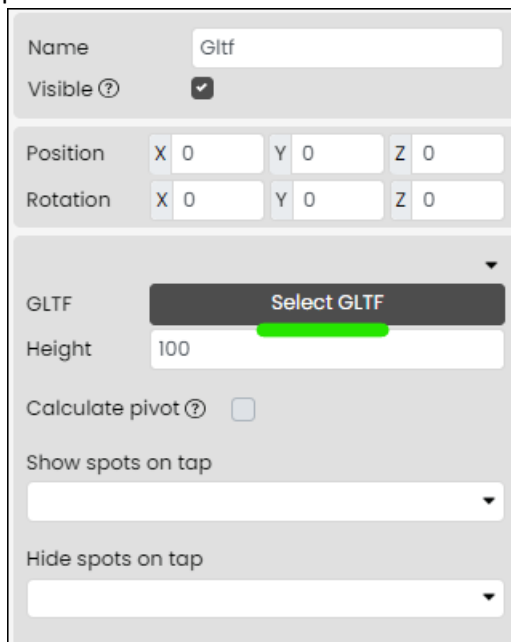 Name Gltf
Visible ?
Position X 0 Y 0 Z 0
Rotation X 0 Y 0 Z 0
GLTF Select GLTF
Height 100
Calculate pivot ?
Show spots on tap
Hide spots on tap